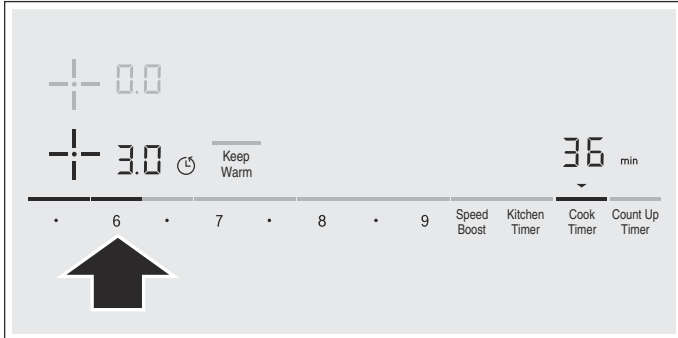 0.0
3.0 Keep Warm 36 min
· 6 · 7 · 8 · 9 Speed Boost Kitchen Timer Cook Timer Count Up Timer